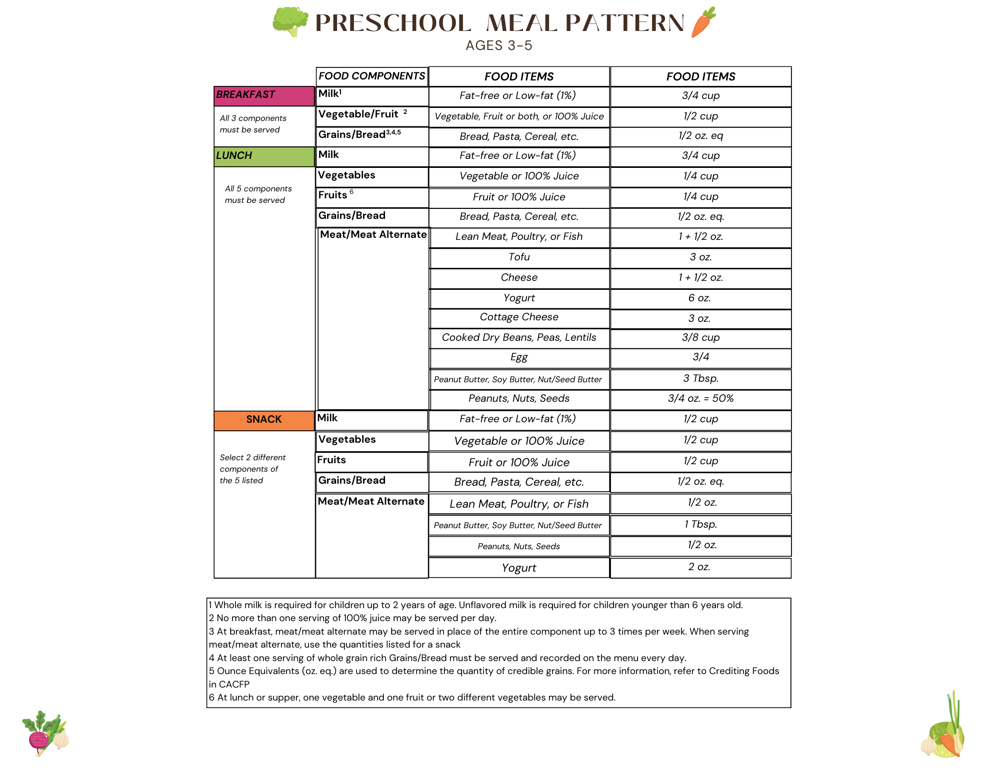 PRESCHOOL MEAL PATTERN
AGES 3-5
FOOD COMPONENTS FOOD ITEMS FOOD ITEMS
BREAKFAST Milk¹ Fat-free or Low-fat (1%) 3/4 cup
All 3 components
must be served
Vegetable/Fruit ² Vegetable, Fruit or both, or 100% Juice 1/2 cup
Grains/Bread³,⁴,⁵ Bread, Pasta, Cereal, etc. 1/2 oz. eq
LUNCH Milk Fat-free or Low-fat (1%) 3/4 cup
All 5 components
must be served
Vegetables Vegetable or 100% Juice 1/4 cup
Fruits ⁶ Fruit or 100% Juice 1/4 cup
Grains/Bread Bread, Pasta, Cereal, etc. 1/2 oz. eq.
Meat/Meat Alternate Lean Meat, Poultry, or Fish 1 + 1/2 oz.
Tofu 3 oz.
Cheese 1 + 1/2 oz.
Yogurt 6 oz.
Cottage Cheese 3 oz.
Cooked Dry Beans, Peas, Lentils 3/8 cup
Egg 3/4
Peanut Butter, Soy Butter, Nut/Seed Butter 3 Tbsp.
Peanuts, Nuts, Seeds 3/4 oz. = 50%
SNACK Milk Fat-free or Low-fat (1%) 1/2 cup
Select 2 different
components of
the 5 listed
Vegetables Vegetable or 100% Juice 1/2 cup
Fruits Fruit or 100% Juice 1/2 cup
Grains/Bread Bread, Pasta, Cereal, etc. 1/2 oz. eq.
Meat/Meat Alternate Lean Meat, Poultry, or Fish 1/2 oz.
Peanut Butter, Soy Butter, Nut/Seed Butter 1 Tbsp.
Peanuts, Nuts, Seeds 1/2 oz.
Yogurt 2 oz.
1 Whole milk is required for children up to 2 years of age. Unflavored milk is required for children younger than 6 years old.
2 No more than one serving of 100% juice may be served per day.
3 At breakfast, meat/meat alternate may be served in place of the entire component up to 3 times per week. When serving
meat/meat alternate, use the quantities listed for a snack
4 At least one serving of whole grain rich Grains/Bread must be served and recorded on the menu every day.
5 Ounce Equivalents (oz. eq.) are used to determine the quantity of credible grains. For more information, refer to Crediting Foods
in CACFP
6 At lunch or supper, one vegetable and one fruit or two different vegetables may be served.